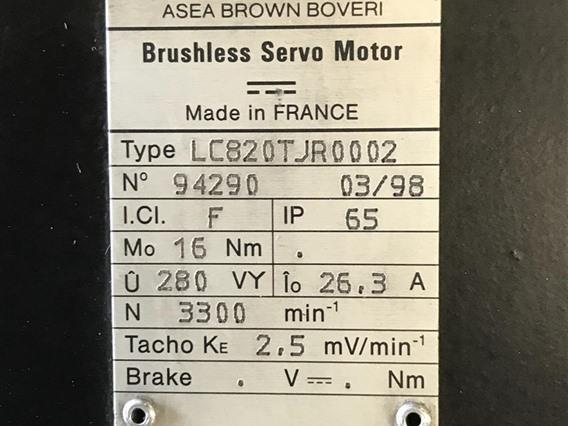 ASEA BROWN BOVERI
Brushless Servo Motor
Made in FRANCE
Type LC820TJR0002
N° 94290 03/98
I.Cl. F IP 65
Mo 16 Nm .
Û 280 VY Îo 26.3 A
N 3300 min⁻¹
Tacho KE 2.5 mV/min⁻¹
Brake . V ⎓ . Nm